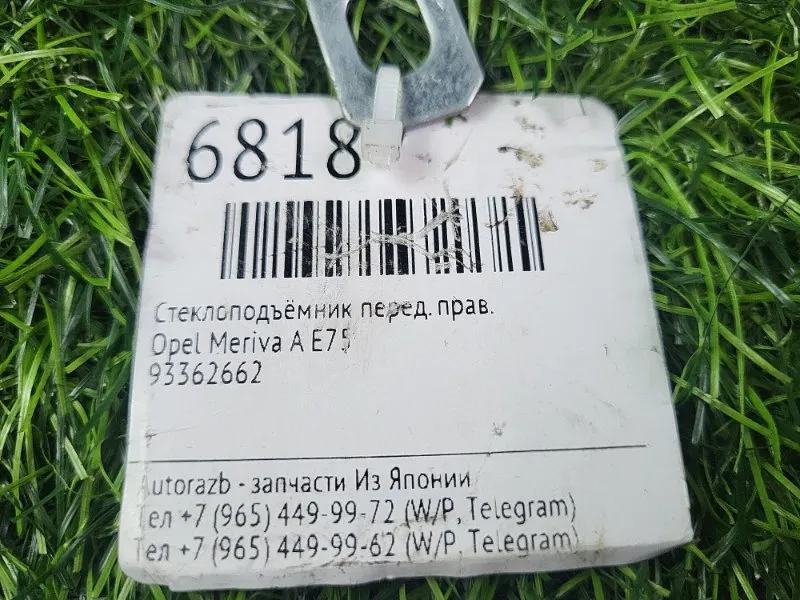 6818
Стеклоподъёмник перед. прав.
Opel Meriva A E75
93362662
Autorazb - запчасти Из Японии
Тел +7 (965) 449-99-72 (W/P, Telegram)
Тел +7 (965) 449-99-62 (W/P, Telegram)